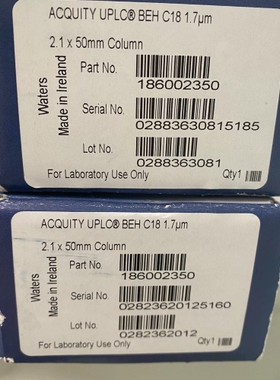 ACQUITY UPLC® BEH C18 1.7µm
2.1 x 50mm Column
Part No.
186002350
Serial No.
02883630815185
Lot No.
0288363081
For Laboratory Use Only
Qty1
Waters
Made in Ireland
ACQUITY UPLC® BEH C18 1.7µm
2.1 x 50mm Column
Part No.
186002350
Serial No.
02823620125160
Lot No.
0282362012
For Laboratory Use Only
Qty1
Waters
Made in Ireland